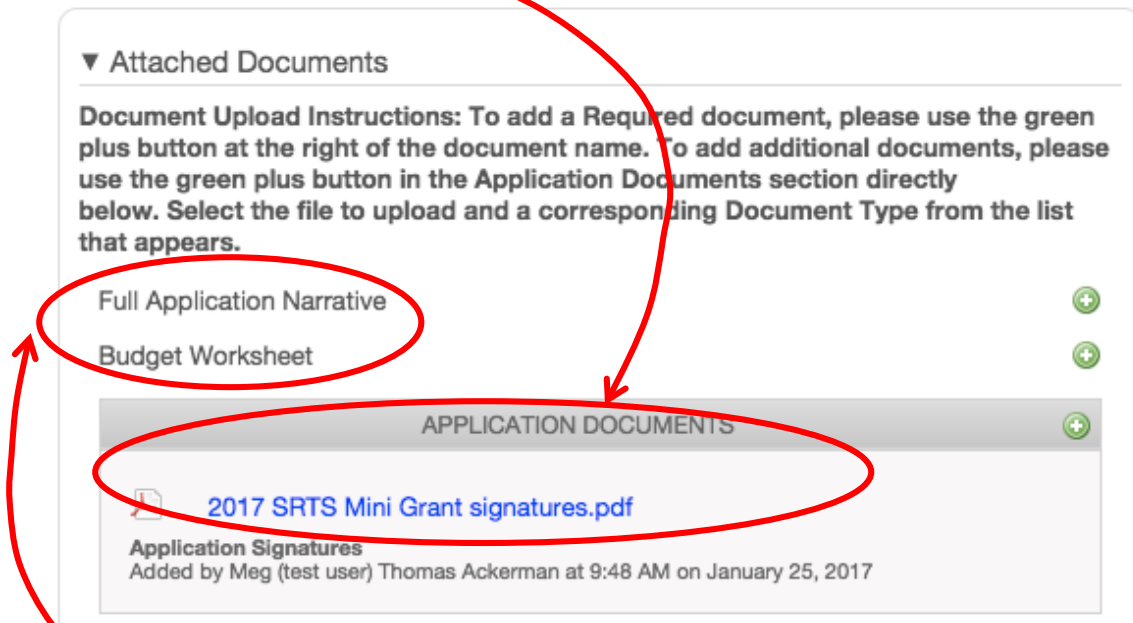 ▼ Attached Documents
Document Upload Instructions: To add a Required document, please use the green
plus button at the right of the document name. To add additional documents, please
use the green plus button in the Application Documents section directly
below. Select the file to upload and a corresponding Document Type from the list
that appears.
Full Application Narrative
Budget Worksheet
APPLICATION DOCUMENTS
2017 SRTS Mini Grant signatures.pdf
Application Signatures
Added by Meg (test user) Thomas Ackerman at 9:48 AM on January 25, 2017